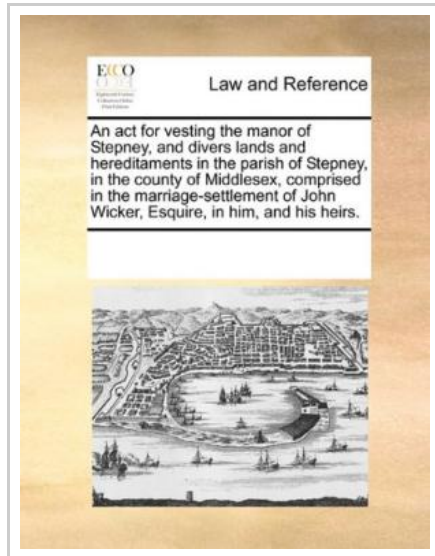 ECCO
Law and Reference
An act for vesting the manor of
Stepney, and divers lands and
hereditaments in the parish of Stepney,
in the county of Middlesex, comprised
in the marriage-settlement of John
Wicker, Esquire, in him, and his heirs.